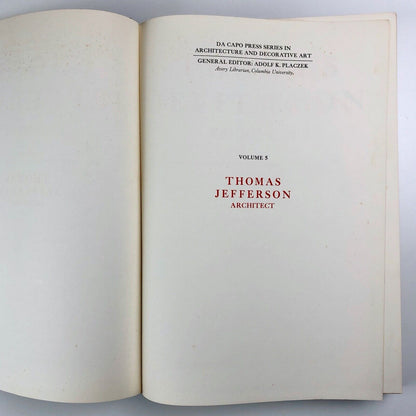 DA CAPO PRESS SERIES IN
ARCHITECTURE AND DECORATIVE ART
GENERAL EDITOR: ADOLF K. PLACZEK
Avery Librarian, Columbia University.
VOLUME 5
THOMAS
JEFFERSON
ARCHITECT